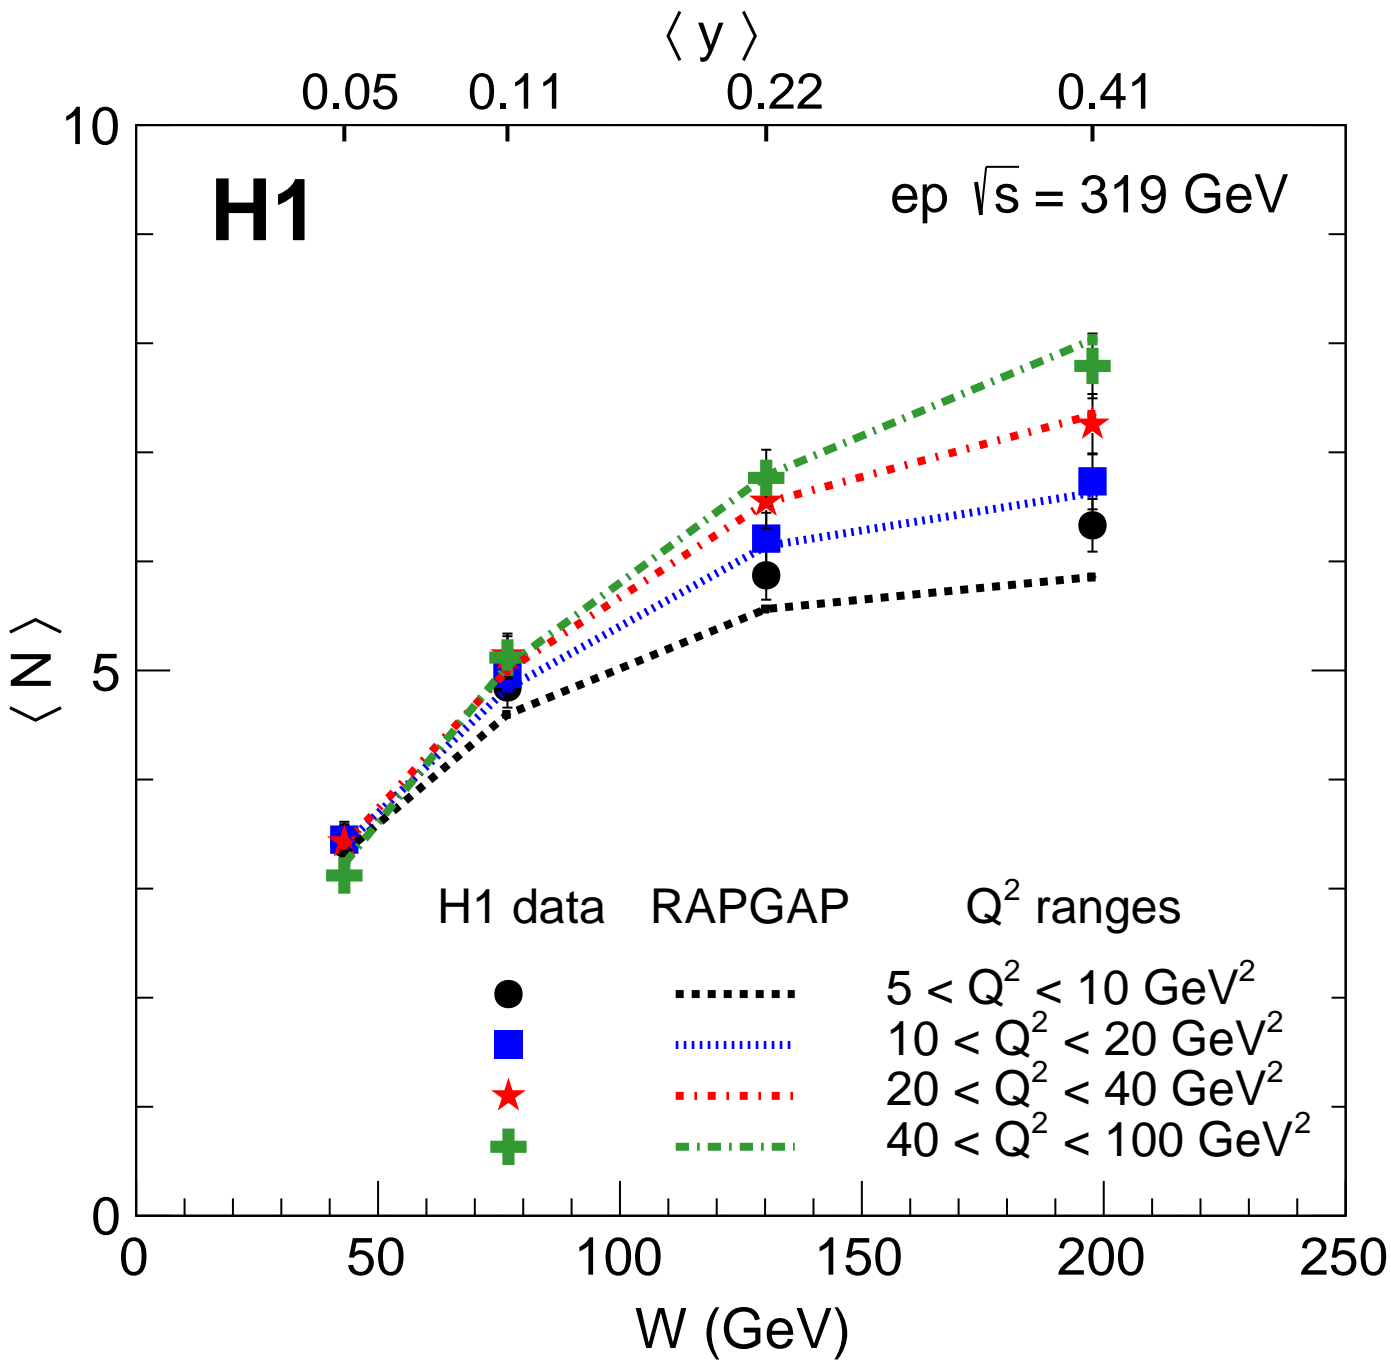 ⟨ y ⟩
0.05 0.11 0.22 0.41
10
H1
ep √s = 319 GeV
⟨ N ⟩
5
H1 data RAPGAP Q² ranges
5 < Q² < 10 GeV²
10 < Q² < 20 GeV²
20 < Q² < 40 GeV²
40 < Q² < 100 GeV²
0
0 50 100 150 200 250
W (GeV)